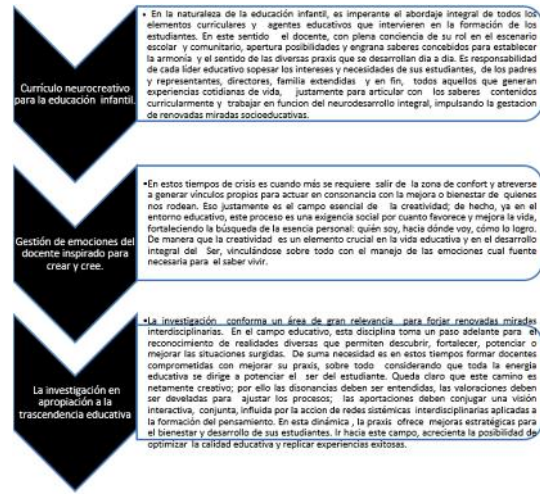 • En la naturaleza de la educación infantil, es imperante el abordaje integral de todos los
elementos curriculares y agentes educativos que intervienen en la formación de los
estudiantes. En este sentido el docente, con plena conciencia de su rol en el escenario
escolar y comunitario, apertura posibilidades y engrana saberes concebidos para establecer
la armonía y el sentido de las diversas praxis que se desarrollan dia a dia. Es responsabilidad
de cada líder educativo sopesar los intereses y necesidades de sus estudiantes, de los padres
y representantes, directores, familia extendidas y en fin, todos aquellos que generan
experiencias cotidianas de vida, justamente para articular con los saberes contenidos
curricularmente y trabajar en funcion del neurodesarrollo integral, impulsando la gestacion
de renovadas miradas socioeducativas.
Currículo neurocreativo
para la educación infantil.
•En estos tiempos de crisis es cuando más se requiere salir de la zona de confort y atreverse
a generar vínculos propios para actuar en consonancia con la mejora o bienestar de quienes
nos rodean. Eso justamente es el campo esencial de la creatividad; de hecho, ya en el
entorno educativo, este proceso es una exigencia social por cuanto favorece y mejora la vida,
fortaleciendo la búsqueda de la esencia personal: quién soy, hacia dónde voy, cómo lo logro.
De manera que la creatividad es un elemento crucial en la vida educativa y en el desarrollo
integral del Ser, vinculándose sobre todo con el manejo de las emociones cual fuente
necesaria para el saber vivir.
Gestión de emociones del
docente inspirado para
crear y cree.
•La investigación conforma un área de gran relevancia para forjar renovadas miradas
interdisciplinarias. En el campo educativo, esta disciplina toma un paso adelante para el
reconocimiento de realidades diversas que permiten descubrir, fortalecer, potenciar o
mejorar las situaciones surgidas. De suma necesidad es en estos tiempos formar docentes
comprometidas con mejorar su praxis, sobre todo considerando que toda la energía
educativa se dirige a potenciar el ser del estudiante. Queda claro que este camino es
netamente creativo; por ello las disonancias deben ser entendidas, las valoraciones deben
ser develadas para ajustar los procesos; las aportaciones deben conjugar una visión
interactiva, conjunta, influida por la accion de redes sistémicas interdisciplinarias aplicadas a
la formación del pensamiento. En esta dinámica , la praxis ofrece mejoras estratégicas para
el bienestar y desarrollo de sus estudiantes. Ir hacia este campo, acrecienta la posibilidad de
optimizar la calidad educativa y replicar experiencias exitosas.
La investigación en
apropiación a la
trascendencia educativa